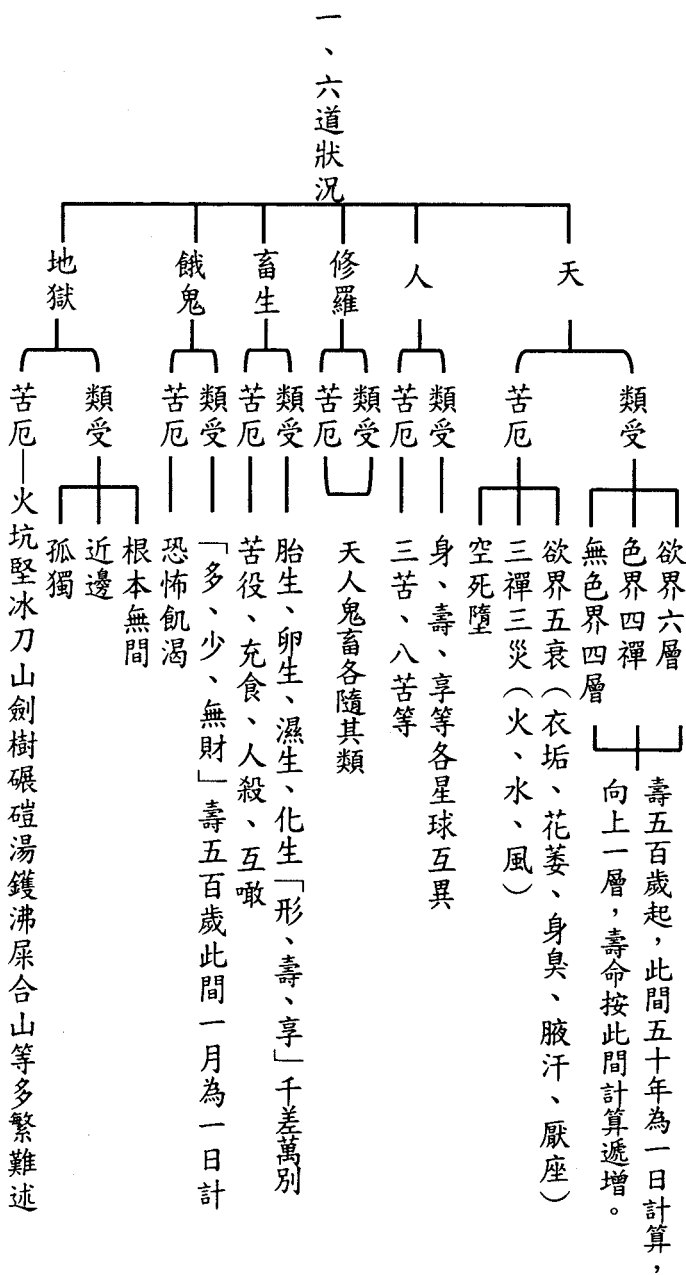 一、六道狀況
天
類受
欲界六層
色界四禪
無色界四層
壽五百歲起，此間五十年為一日計算，
向上一層，壽命按此間計算遞增。
苦厄
欲界五衰（衣垢、花萎、身臭、腋汗、厭座）
三禪三災（火、水、風）
空死墮
人
類受
身、壽、享等各星球互異
苦厄
三苦、八苦等
修羅
類受
苦厄
天人鬼畜各隨其類
畜生
類受
胎生、卵生、濕生、化生「形、壽、享」千差萬別
苦厄
苦役、充食、人殺、互噉
餓鬼
類受
「多、少、無財」壽五百歲此間一月為一日計
苦厄
恐怖飢渴
地獄
類受
根本無間
近邊
孤獨
苦厄—火坑堅冰刀山劍樹碾磑湯鑊沸屎合山等多繁難述